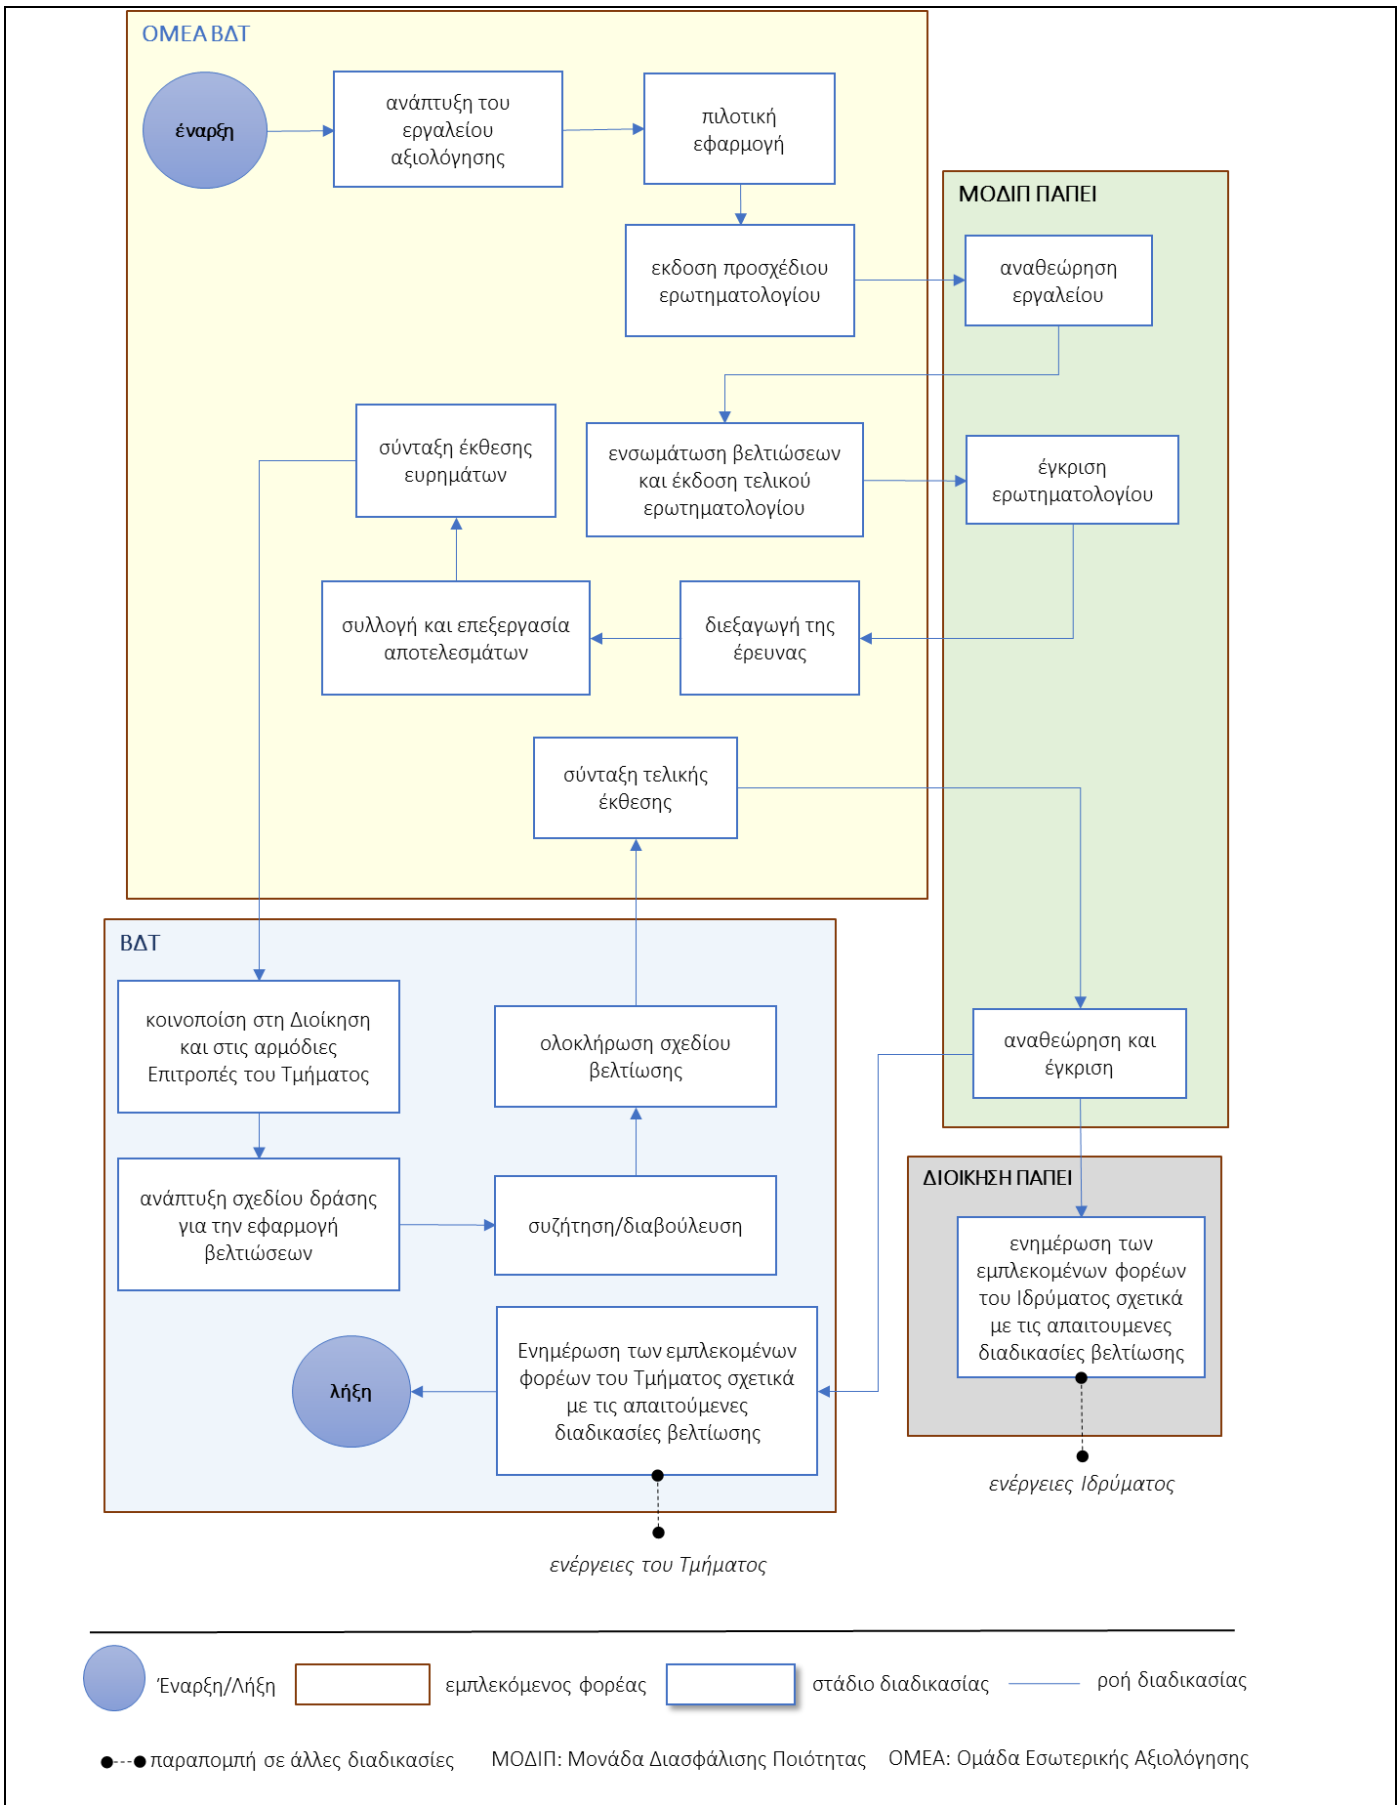 ΟΜΕΑ ΒΔΤ
έναρξη
ανάπτυξη του
εργαλείου
αξιολόγησης
πιλοτική
εφαρμογή
ΜΟΔΙΠ ΠΑΠΕΙ
εκδοση προσχέδιου
ερωτηματολογίου
αναθεώρηση
εργαλείου
σύνταξη έκθεσης
ευρημάτων
ενσωμάτωση βελτιώσεων
και έκδοση τελικού
ερωτηματολογίου
έγκριση
ερωτηματολογίου
συλλογή και επεξεργασία
αποτελεσμάτων
διεξαγωγή της
έρευνας
σύνταξη τελικής
έκθεσης
ΒΔΤ
κοινοποίση στη Διοίκηση
και στις αρμόδιες
Επιτροπές του Τμήματος
ολοκλήρωση σχεδίου
βελτίωσης
αναθεώρηση και
έγκριση
ανάπτυξη σχεδίου δράσης
για την εφαρμογή
βελτιώσεων
συζήτηση/διαβούλευση
ΔΙΟΙΚΗΣΗ ΠΑΠΕΙ
ενημέρωση των
εμπλεκομένων φορέων
του Ιδρύματος σχετικά
με τις απαιτουμενες
διαδικασίες βελτίωσης
λήξη
Ενημέρωση των εμπλεκομένων
φορέων του Τμήματος σχετικά
με τις απαιτούμενες
διαδικασίες βελτίωσης
ενέργειες Ιδρύματος
ενέργειες του Τμήματος
Έναρξη/Λήξη
εμπλεκόμενος φορέας
στάδιο διαδικασίας
ροή διαδικασίας
παραπομπή σε άλλες διαδικασίες
ΜΟΔΙΠ: Μονάδα Διασφάλισης Ποιότητας
ΟΜΕΑ: Ομάδα Εσωτερικής Αξιολόγησης